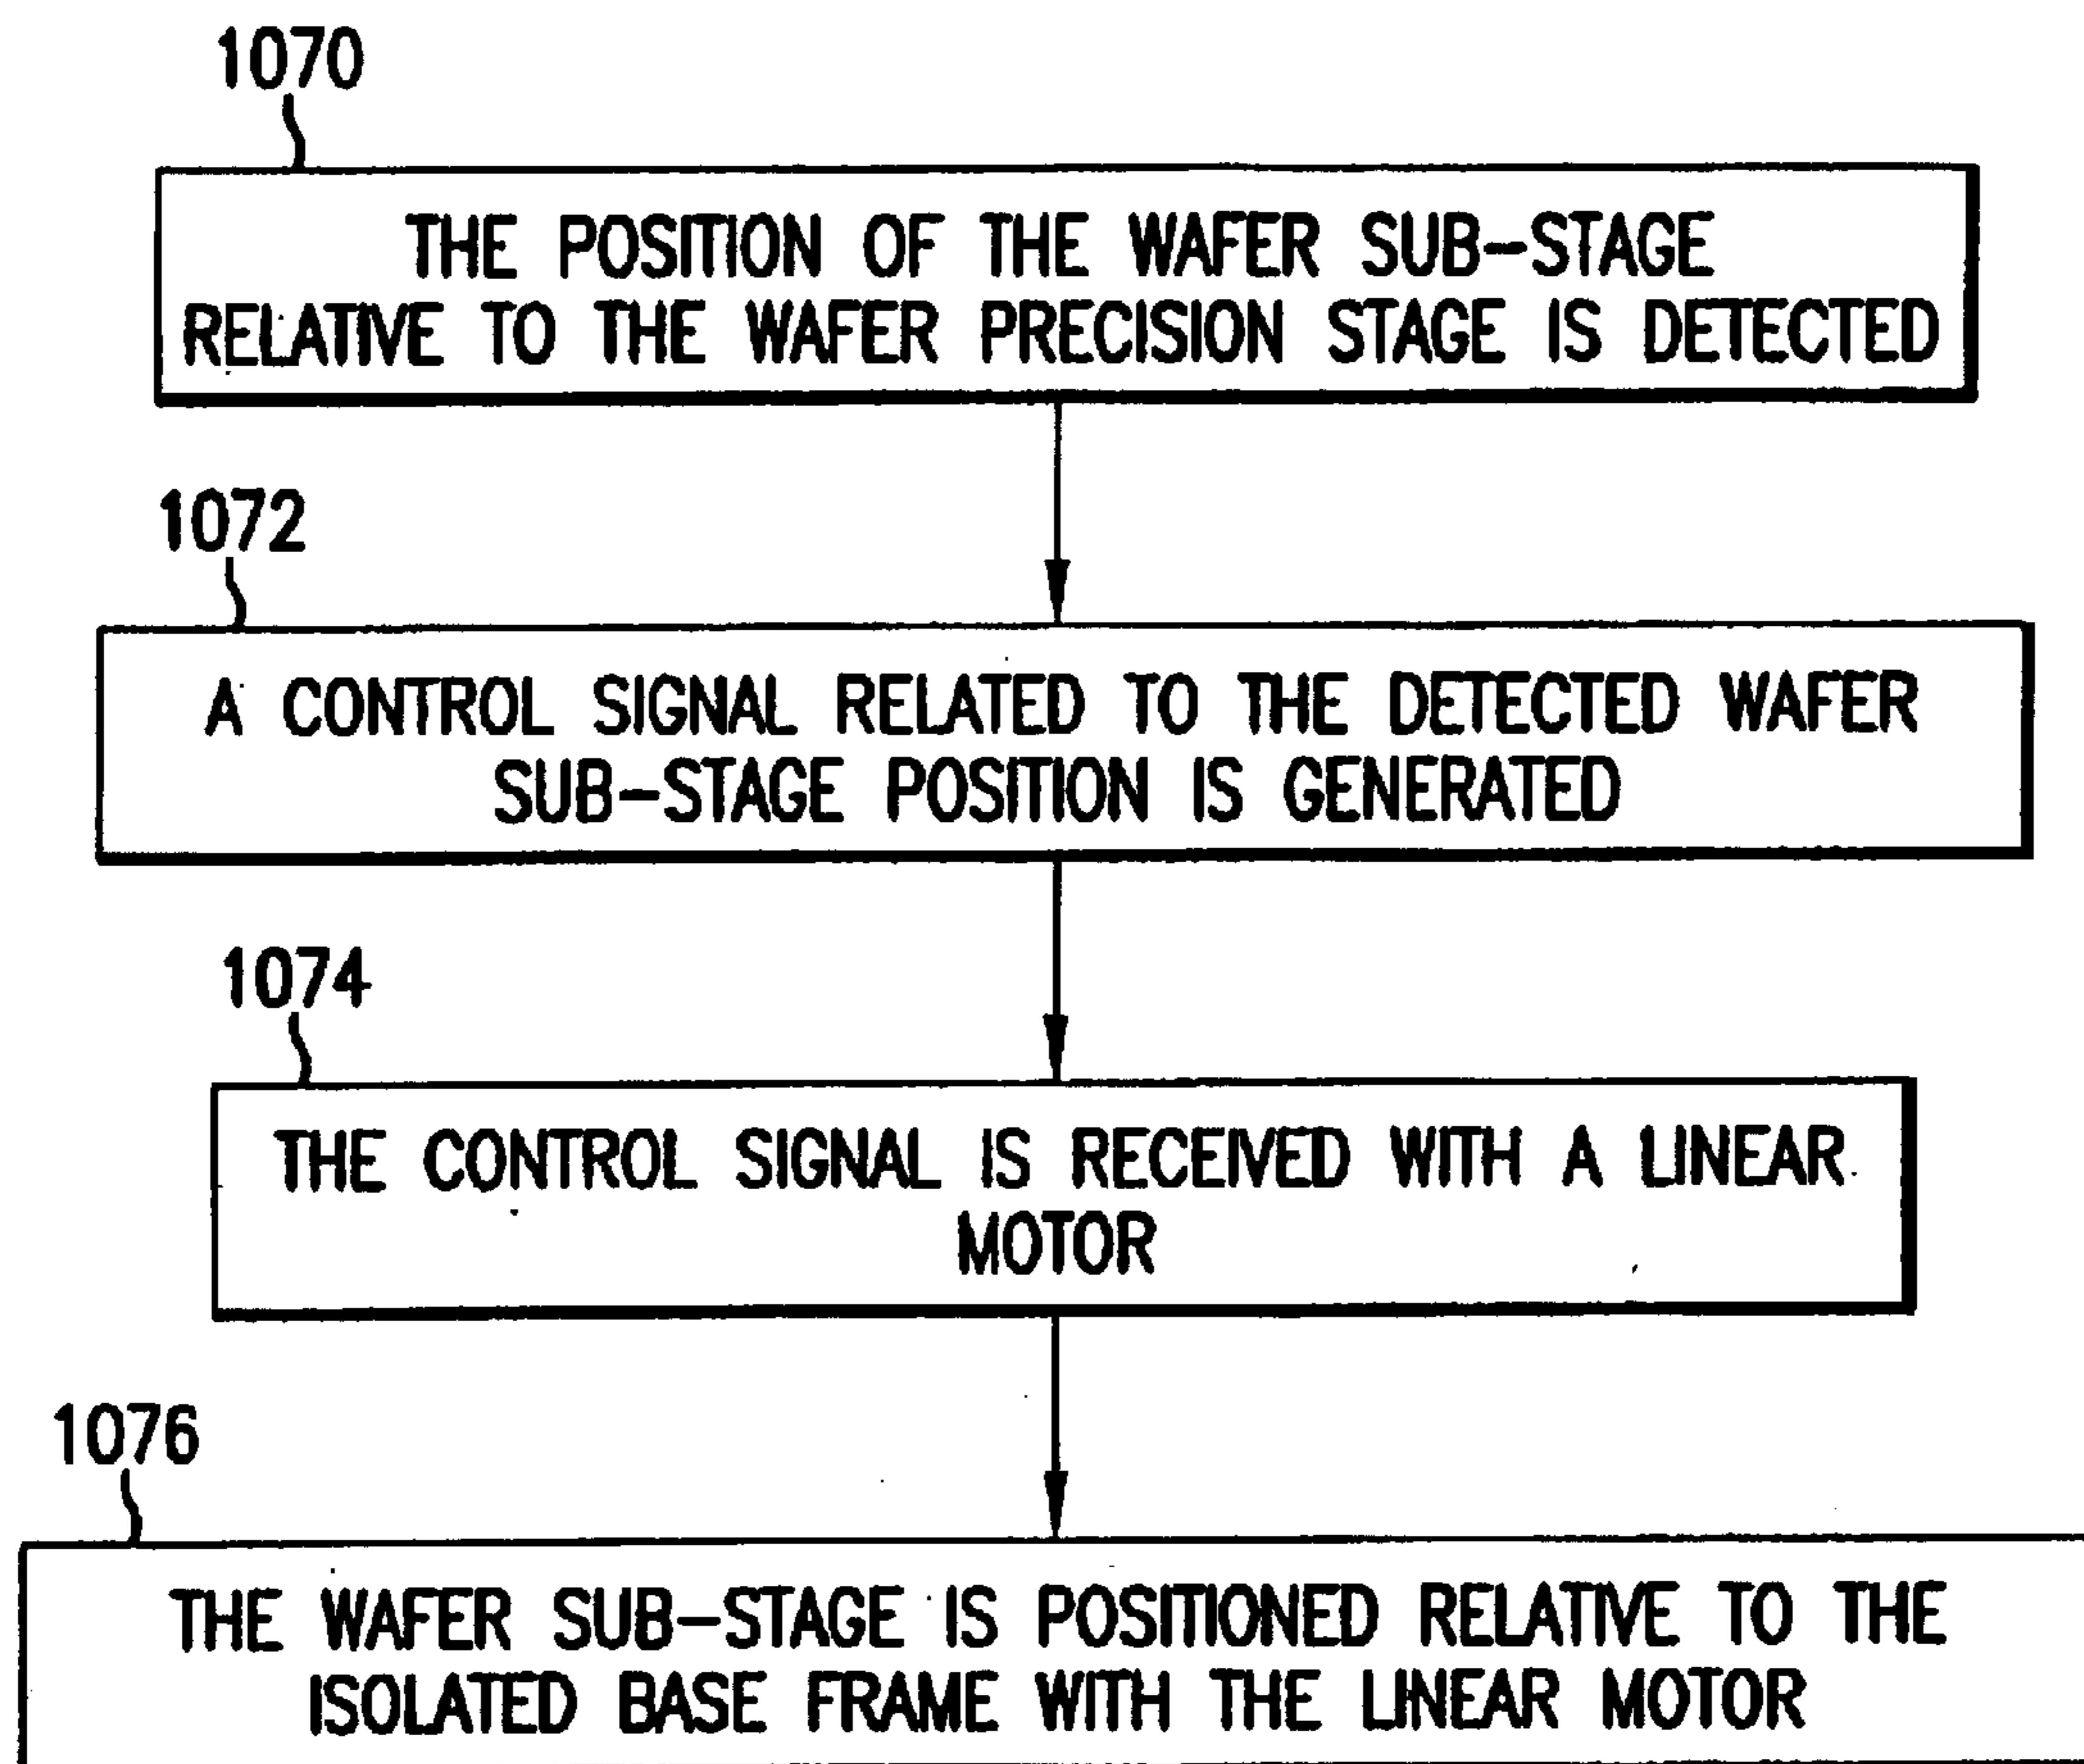 1070
THE POSITION OF THE WAFER SUB-STAGE
RELATIVE TO THE WAFER PRECISION STAGE IS DETECTED
1072
A CONTROL SIGNAL RELATED TO THE DETECTED WAFER
SUB-STAGE POSITION IS GENERATED
1074
THE CONTROL SIGNAL IS RECEIVED WITH A LINEAR
MOTOR
1076
THE WAFER SUB-STAGE IS POSITIONED RELATIVE TO THE
ISOLATED BASE FRAME WITH THE LINEAR MOTOR